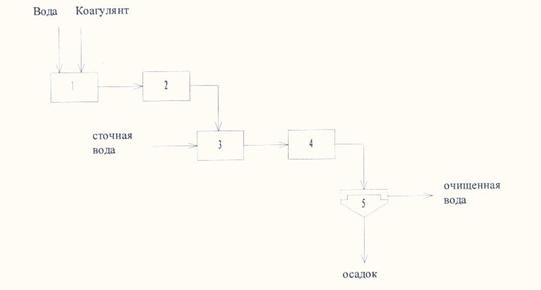 Вода Коагулянт
1
2
сточная
вода
3
4
5
очищенная
вода
осадок